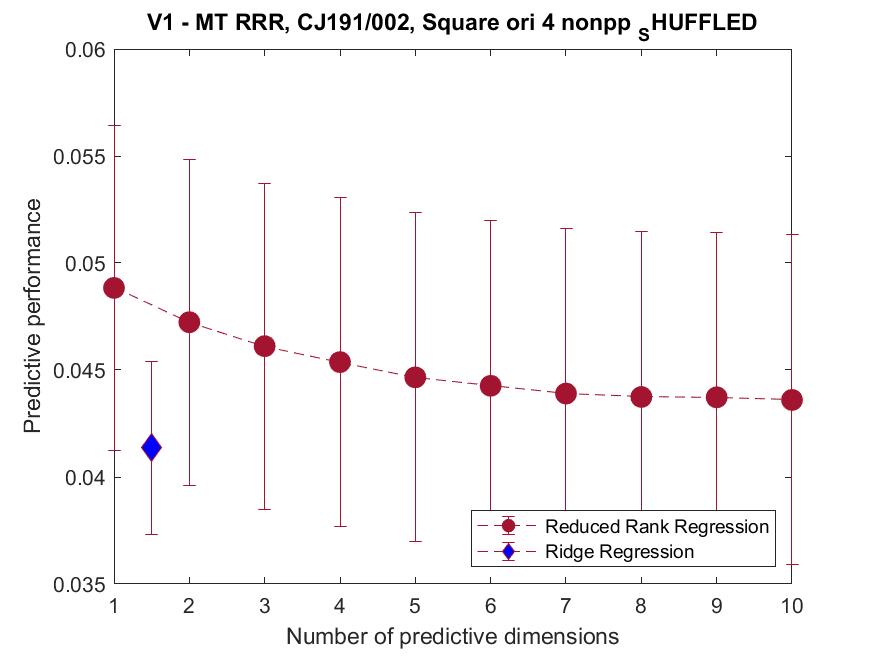 V1 - MT RRR, CJ191/002, Square ori 4 nonpp SHUFFLED
0.06
0.055
0.05
0.045
0.04
0.035
Predictive performance
Reduced Rank Regression
Ridge Regression
1 2 3 4 5 6 7 8 9 10
Number of predictive dimensions